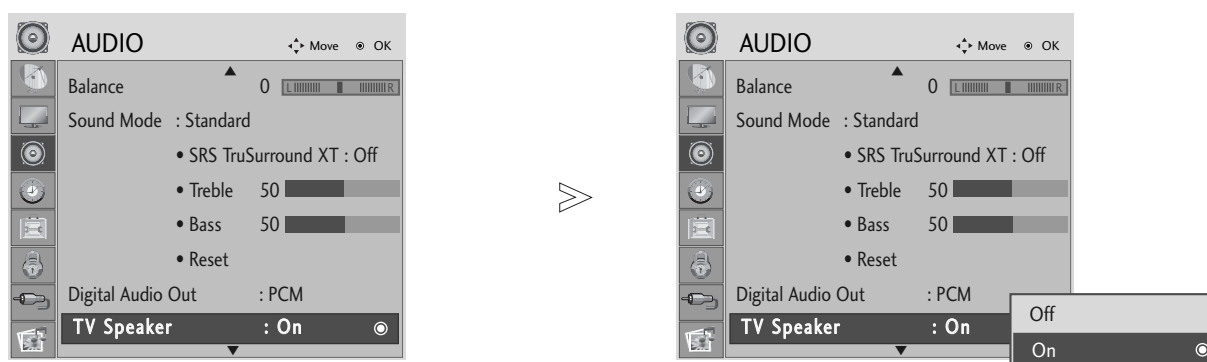 AUDIO Move OK
Balance 0 L R
Sound Mode : Standard
• SRS TruSurround XT : Off
• Treble 50
• Bass 50
• Reset
Digital Audio Out : PCM
TV Speaker : On
AUDIO Move OK
Balance 0 L R
Sound Mode : Standard
• SRS TruSurround XT : Off
• Treble 50
• Bass 50
• Reset
Digital Audio Out : PCM
TV Speaker : On
Off
On